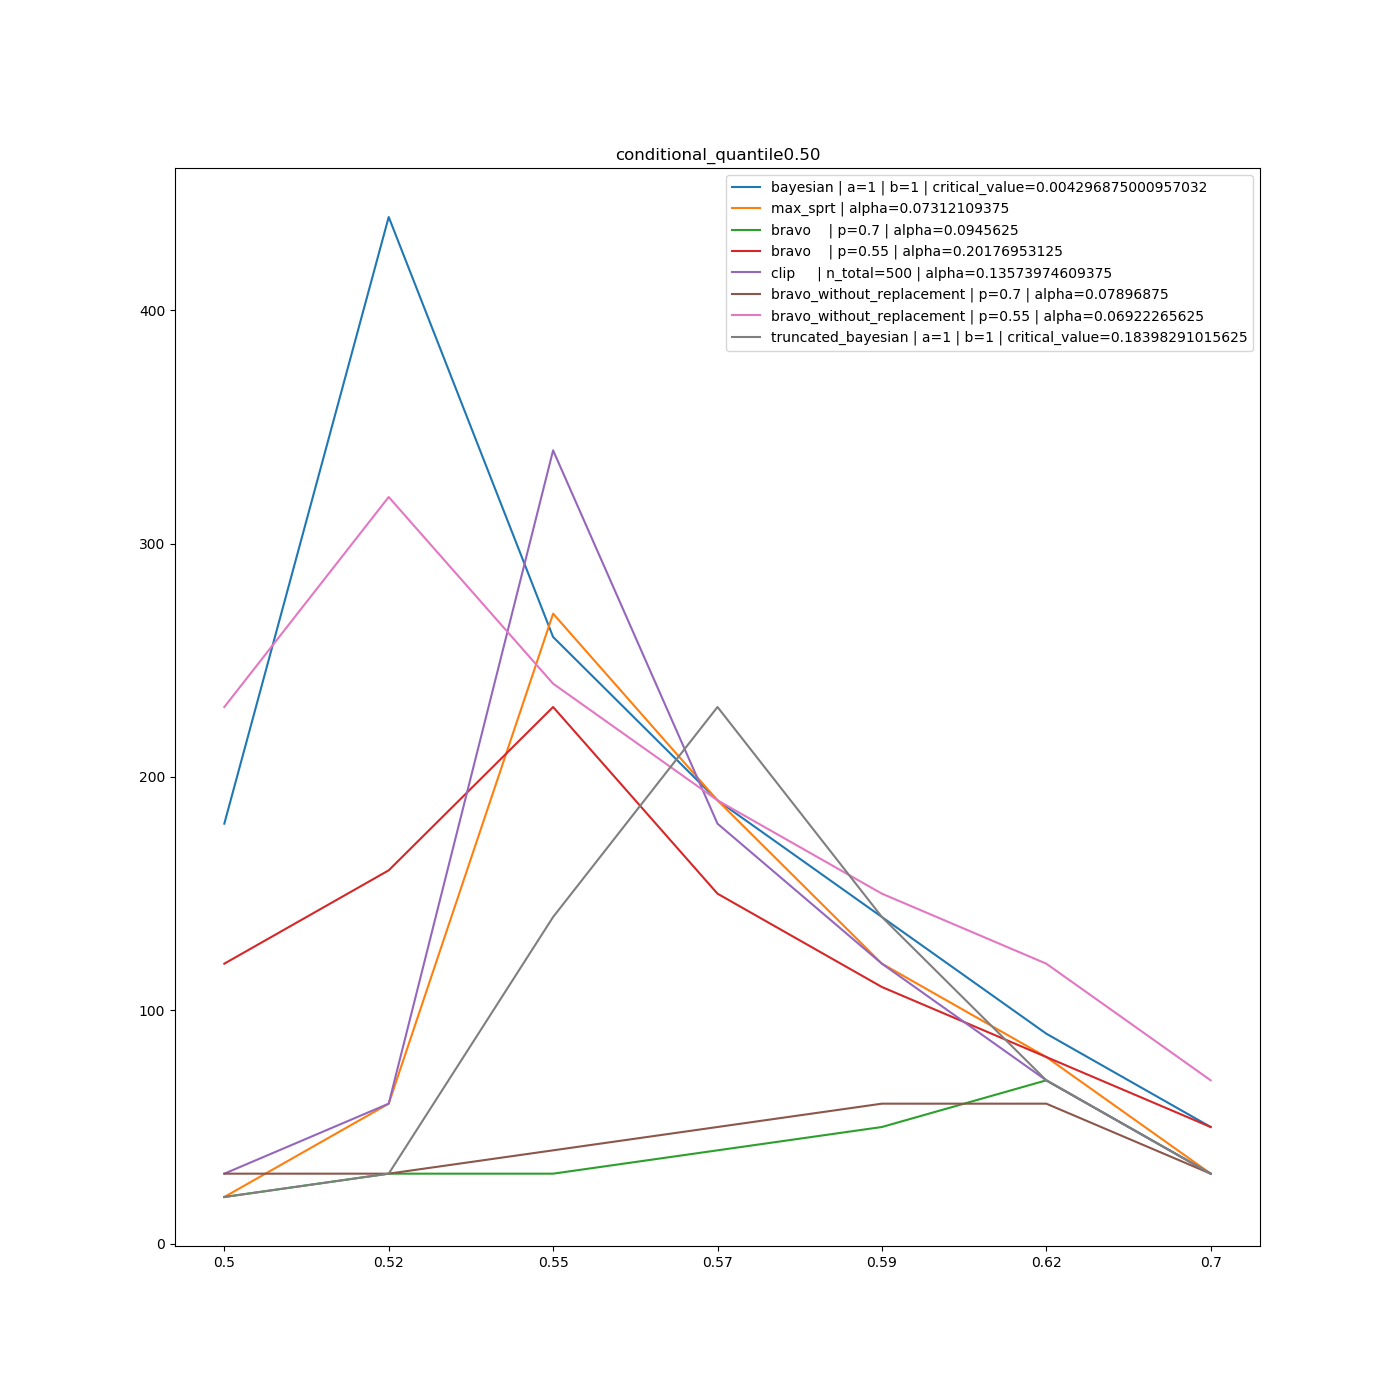 conditional_quantile0.50
bayesian | a=1 | b=1 | critical_value=0.004296875000957032
max_sprt | alpha=0.07312109375
bravo    | p=0.7 | alpha=0.0945625
bravo    | p=0.55 | alpha=0.20176953125
clip     | n_total=500 | alpha=0.13573974609375
bravo_without_replacement | p=0.7 | alpha=0.07896875
bravo_without_replacement | p=0.55 | alpha=0.06922265625
truncated_bayesian | a=1 | b=1 | critical_value=0.18398291015625
400
300
200
100
0
0.5 0.52 0.55 0.57 0.59 0.62 0.7